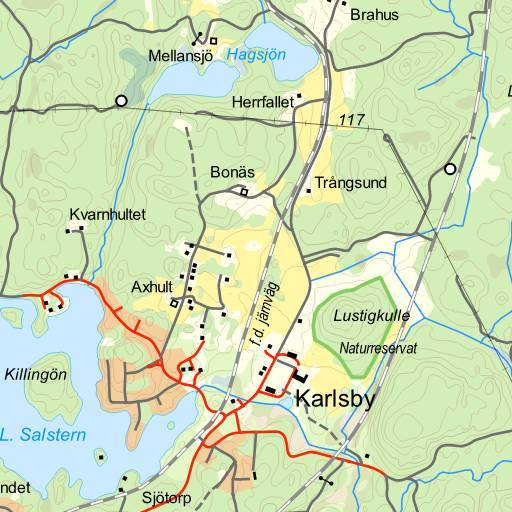 Brahus
Mellansjö
Hagsjön
Herrfallet
117
Bonäs
Trångsund
Kvarnhultet
Axhult
f.d. järnväg
Lustigkulle
Naturreservat
Killingön
Karlsby
L. Salstern
ndet
Sjötorp